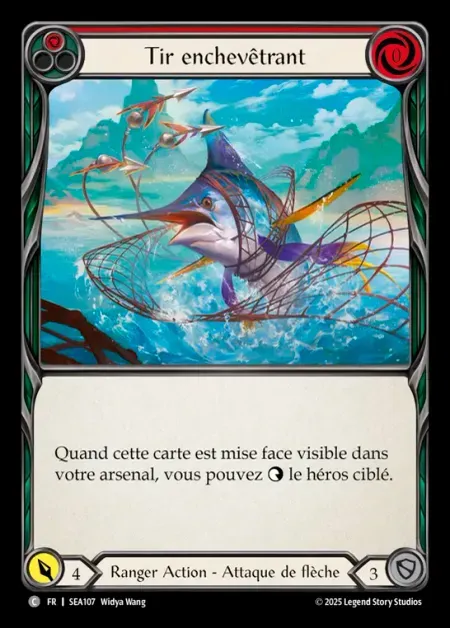 Tir enchevêtrant
0
Quand cette carte est mise face visible dans
votre arsenal, vous pouvez le héros ciblé.
4 Ranger Action - Attaque de flèche 3
C FR | SEA107 Widya Wang © 2025 Legend Story Studios